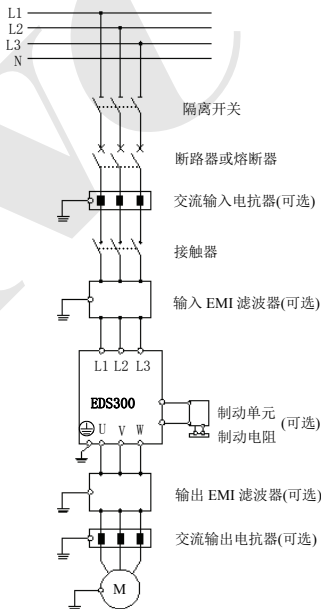 L1
L2
L3
N
隔离开关
断路器或熔断器
交流输入电抗器(可选)
接触器
输入 EMI 滤波器(可选)
L1 L2 L3
EDS300
U V W
制动单元
(可选)
制动电阻
输出 EMI 滤波器(可选)
交流输出电抗器(可选)
M